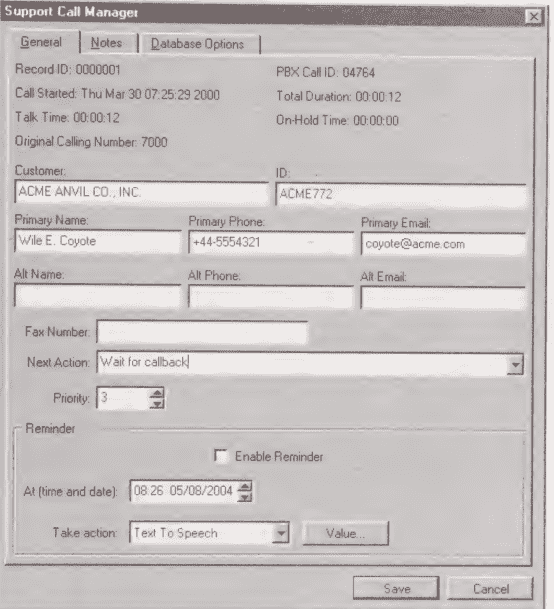 Support Call Manager
General Notes Database Options
Record ID: 0000001 PBX Call ID: 04764
Call Started: Thu Mar 30 07:25:29 2000 Total Duration: 00:00:12
Talk Time: 00:00:12 On-Hold Time: 00:00:00
Original Calling Number: 7000
Customer: ID:
ACME ANVIL CO., INC. ACME772
Primary Name: Primary Phone: Primary Email:
Wile E. Coyote +44-5554321 coyote@acme.com
Alt Name: Alt Phone: Alt Email:
Fax Number:
Next Action: Wait for callback
Priority: 3
Reminder
Enable Reminder
At (time and date): 08:26 05/08/2004
Take action: Text To Speech Value...
Save Cancel